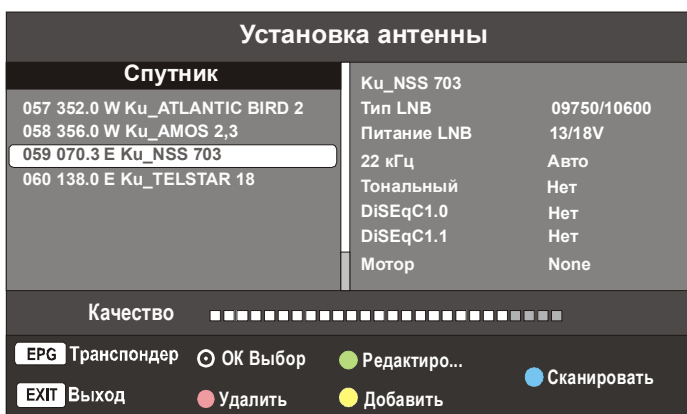 Установка антенны
Спутник
057 352.0 W Ku_ATLANTIC BIRD 2
058 356.0 W Ku_AMOS 2,3
059 070.3 E Ku_NSS 703
060 138.0 E Ku_TELSTAR 18
Ku_NSS 703
Тип LNB 09750/10600
Питание LNB 13/18V
22 кГц Авто
Тональный Нет
DiSEqC1.0 Нет
DiSEqC1.1 Нет
Мотор None
Качество
EPG Транспондер OK Выбор Редактиро...
EXIT Выход Удалить Добавить Сканировать